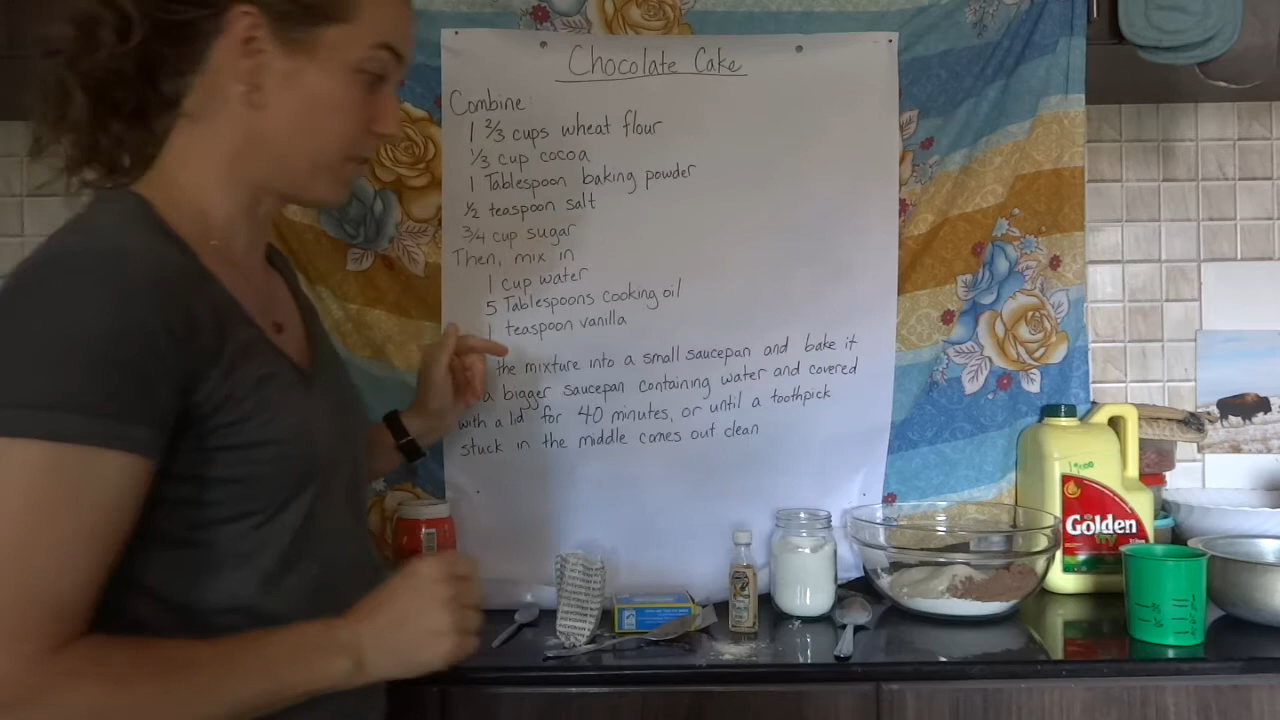 Chocolate Cake
Combine:
1 2/3 cups wheat flour
1/3 cup cocoa
1 Tablespoon baking powder
1/2 teaspoon salt
3/4 cup sugar
Then, mix in
1 cup water
5 Tablespoons cooking oil
1 teaspoon vanilla
the mixture into a small saucepan and bake it
a bigger saucepan containing water and covered
with a lid for 40 minutes, or until a toothpick
stuck in the middle comes out clean
Golden
fry